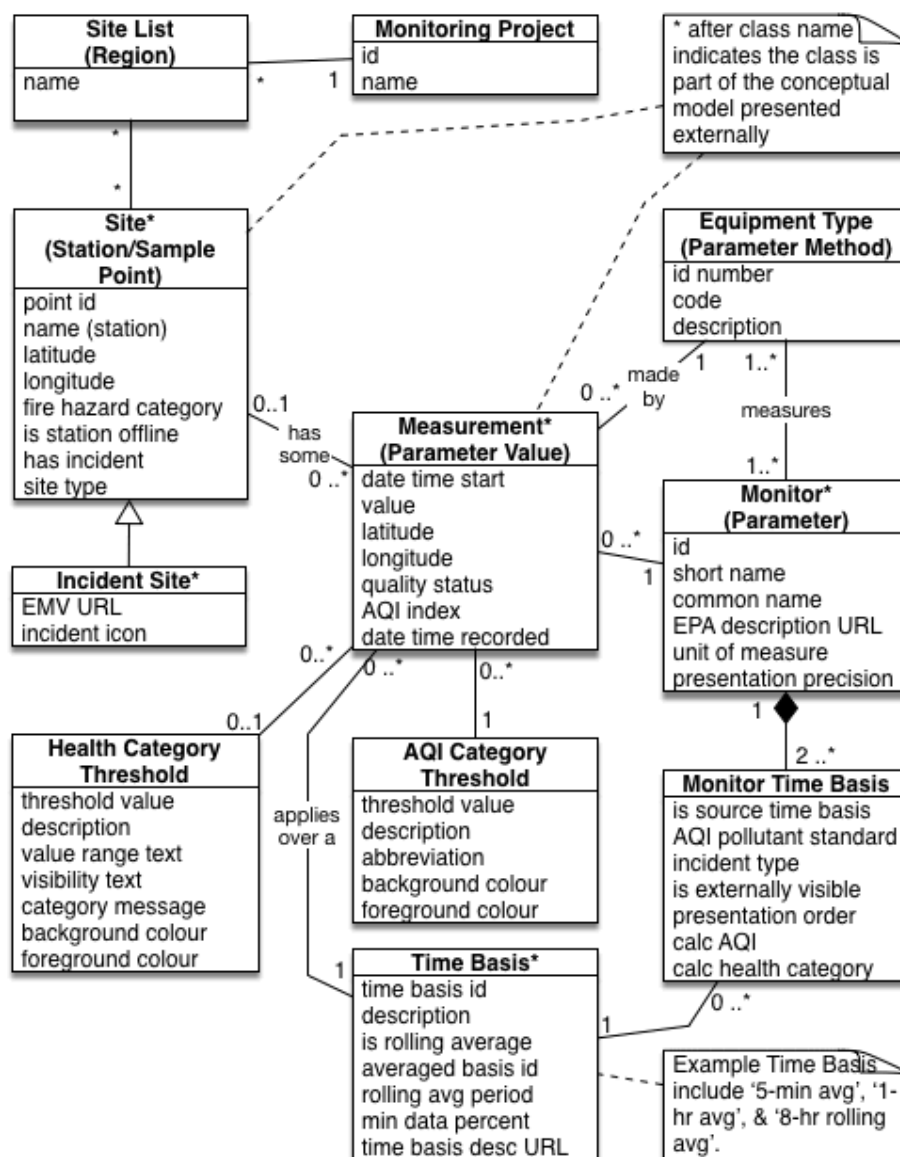 Site List
(Region)
name
*
Monitoring Project
id
name
1
* after class name
indicates the class is
part of the conceptual
model presented
externally
*
*
Site*
(Station/Sample
Point)
point id
name (station)
latitude
longitude
fire hazard category
is station offline
has incident
site type
Equipment Type
(Parameter Method)
id number
code
description
0..1
has
some
0 ..*
0 ..*
made
by
1
1..*
measures
1..*
Measurement*
(Parameter Value)
date time start
value
latitude
longitude
quality status
AQI index
date time recorded
0 ..*
1
Monitor*
(Parameter)
id
short name
common name
EPA description URL
unit of measure
presentation precision
Incident Site*
EMV URL
incident icon
0..*
0 ..*
0..*
0..1
1
1
2 ..*
Health Category
Threshold
threshold value
description
value range text
visibility text
category message
background colour
foreground colour
applies
over a
AQI Category
Threshold
threshold value
description
abbreviation
background colour
foreground colour
Monitor Time Basis
is source time basis
AQI pollutant standard
incident type
is externally visible
presentation order
calc AQI
calc health category
1
Time Basis*
time basis id
description
is rolling average
averaged basis id
rolling avg period
min data percent
time basis desc URL
1
0 ..*
Example Time Basis
include ‘5-min avg’, ‘1-
hr avg’, & ‘8-hr rolling
avg’.